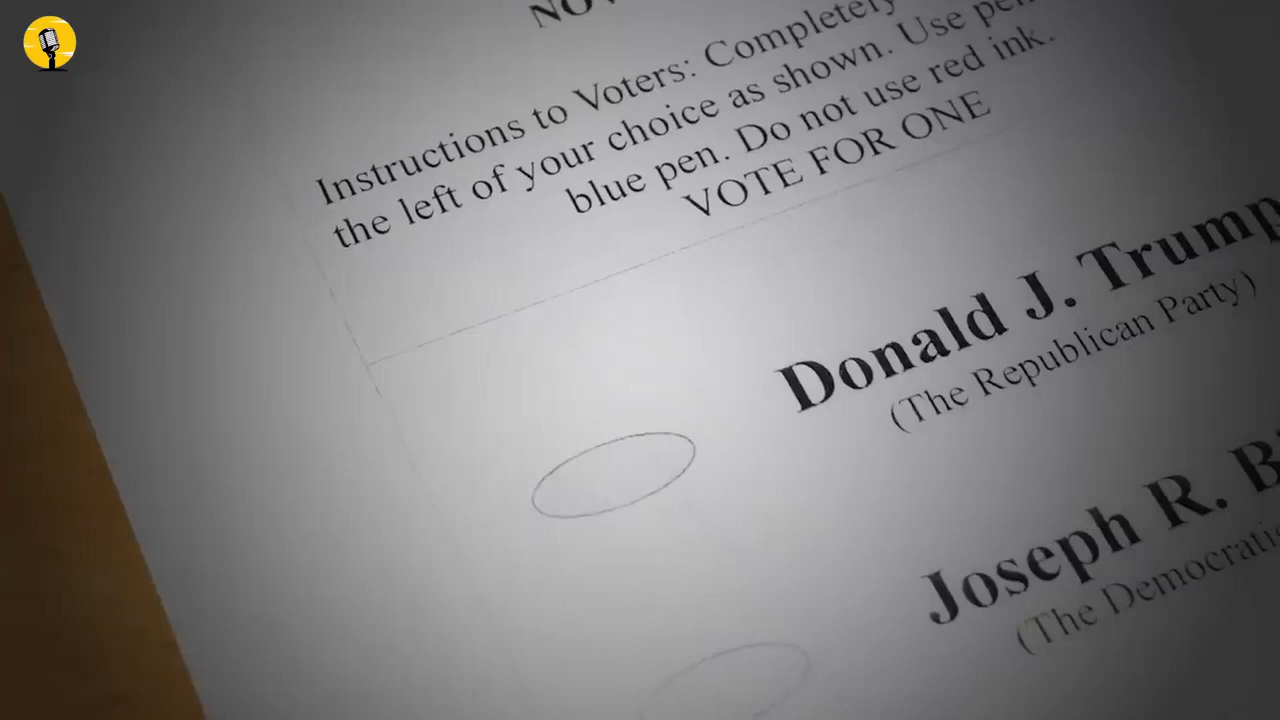 Instructions to Voters: Completely
the left of your choice as shown. Use
blue pen. Do not use red ink.
VOTE FOR ONE
Donald J. Trump
(The Republican Party)
Joseph R.
(The